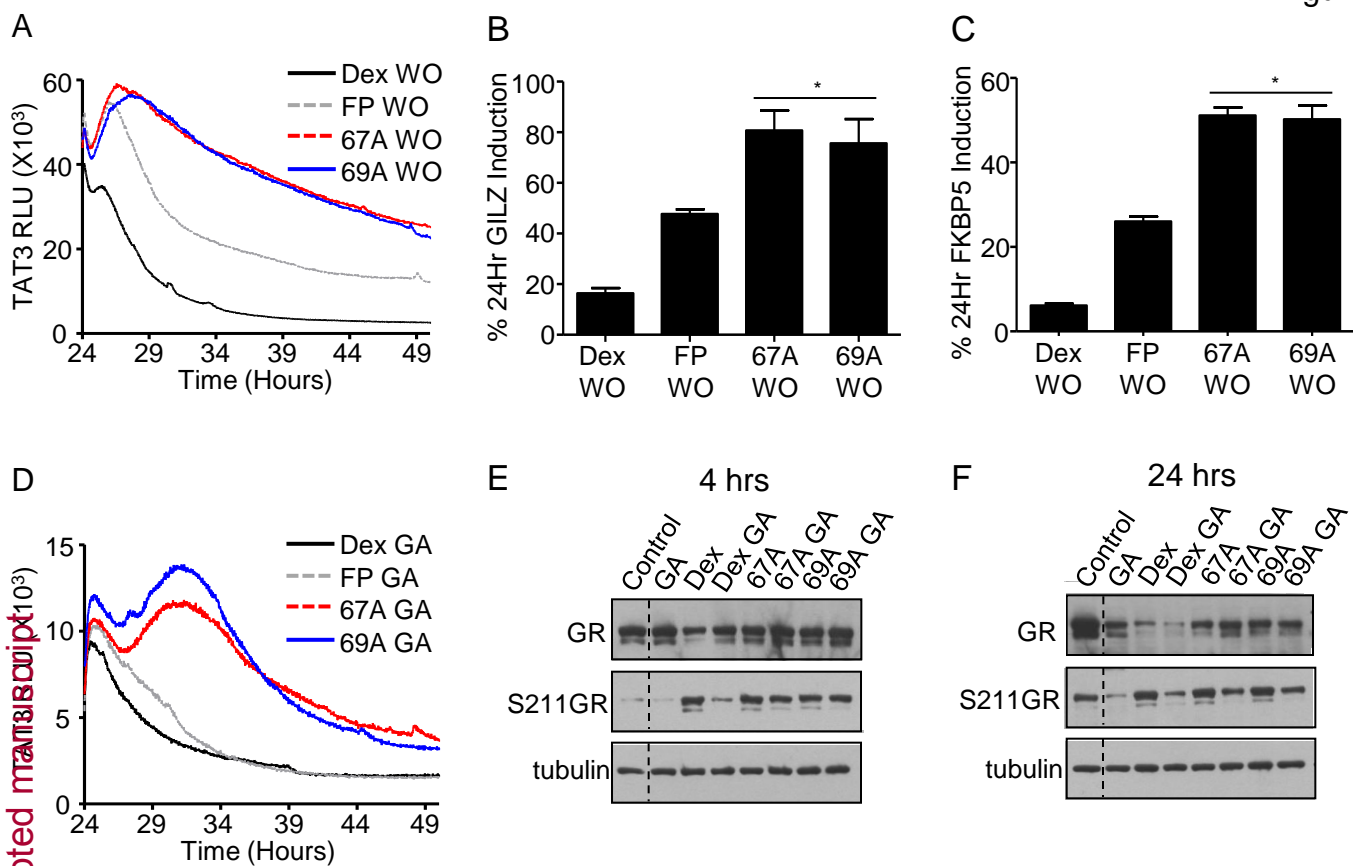 ge
A
TAT3 RLU (X10³)
60
40
20
0
24 29 34 39 44 49
Time (Hours)
Dex WO
FP WO
67A WO
69A WO
B
% 24Hr GILZ Induction
100
80
60
40
20
0
*
Dex WO
FP WO
67A WO
69A WO
C
% 24Hr FKBP5 Induction
60
40
20
0
*
Dex WO
FP WO
67A WO
69A WO
D
TAT3 RLU (X10³)
15
10
5
0
24 29 34 39 44 49
Time (Hours)
Dex GA
FP GA
67A GA
69A GA
E
4 hrs
Control
GA
Dex
Dex GA
67A
67A GA
69A
69A GA
GR
S211GR
tubulin
F
24 hrs
Control
GA
Dex
Dex GA
67A
67A GA
69A
69A GA
GR
S211GR
tubulin
oted manuscript